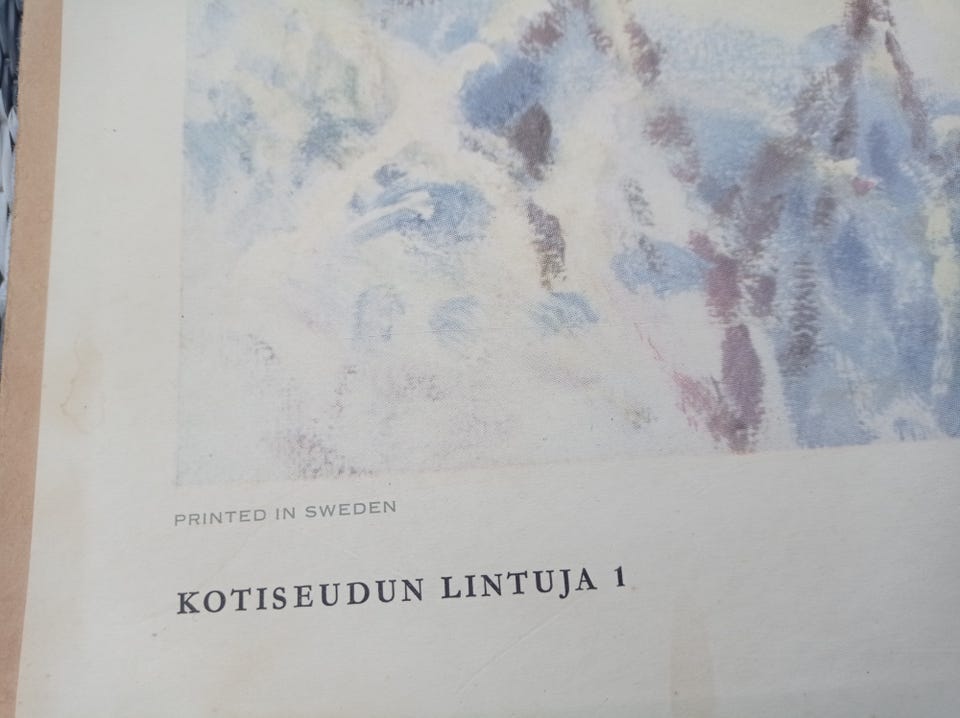 PRINTED IN SWEDEN
KOTISEUDUN LINTUJA 1